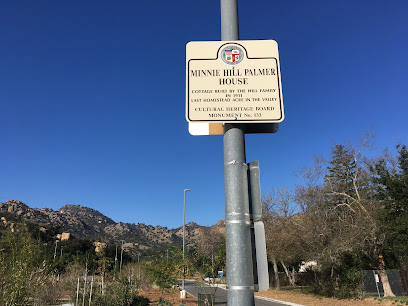 MINNIE HILL PALMER
HOUSE
COTTAGE BUILT BY THE HILL FAMILY
IN 1911
LAST HOMESTEAD ACRE IN THE VALLEY
CULTURAL HERITAGE BOARD
MONUMENT No. 133